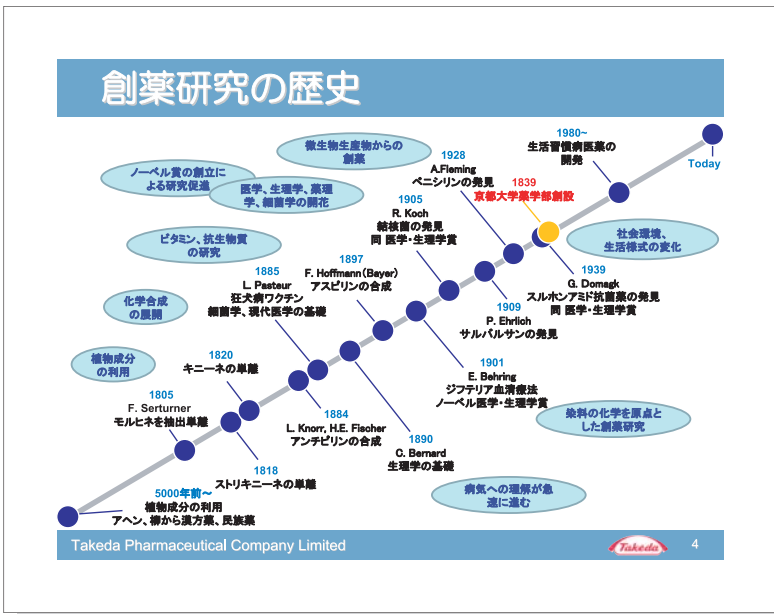 創薬研究の歴史
微生物生産物からの
創薬
ノーベル賞の創立に
よる研究促進
医学、生理学、薬理
学、細菌学の開花
ビタミン、抗生物質
の研究
化学合成
の展開
植物成分
の利用
社会環境、
生活様式の変化
染料の化学を原点と
した創薬研究
病気への理解が急
速に進む
5000年前～
植物成分の利用
アヘン、柳から漢方薬、民族薬
1805
F. Serturner
モルヒネを抽出単離
1818
ストリキニーネの単離
1820
キニーネの単離
1884
L. Knorr, H.E. Fischer
アンチピリンの合成
1885
L. Pasteur
狂犬病ワクチン
細菌学、現代医学の基礎
1890
C. Bernard
生理学の基礎
1897
F. Hoffmann(Bayer)
アスピリンの合成
1901
E. Behring
ジフテリア血清療法
ノーベル医学・生理学賞
1905
R. Koch
結核菌の発見
同 医学・生理学賞
1909
P. Ehrlich
サルバルサンの発見
1928
A.Fleming
ペニシリンの発見
1839
京都大学薬学部創設
1939
G. Domagk
スルホンアミド抗菌薬の発見
同 医学・生理学賞
1980~
生活習慣病医薬の
開発
Today
Takeda Pharmaceutical Company Limited
Takeda
4